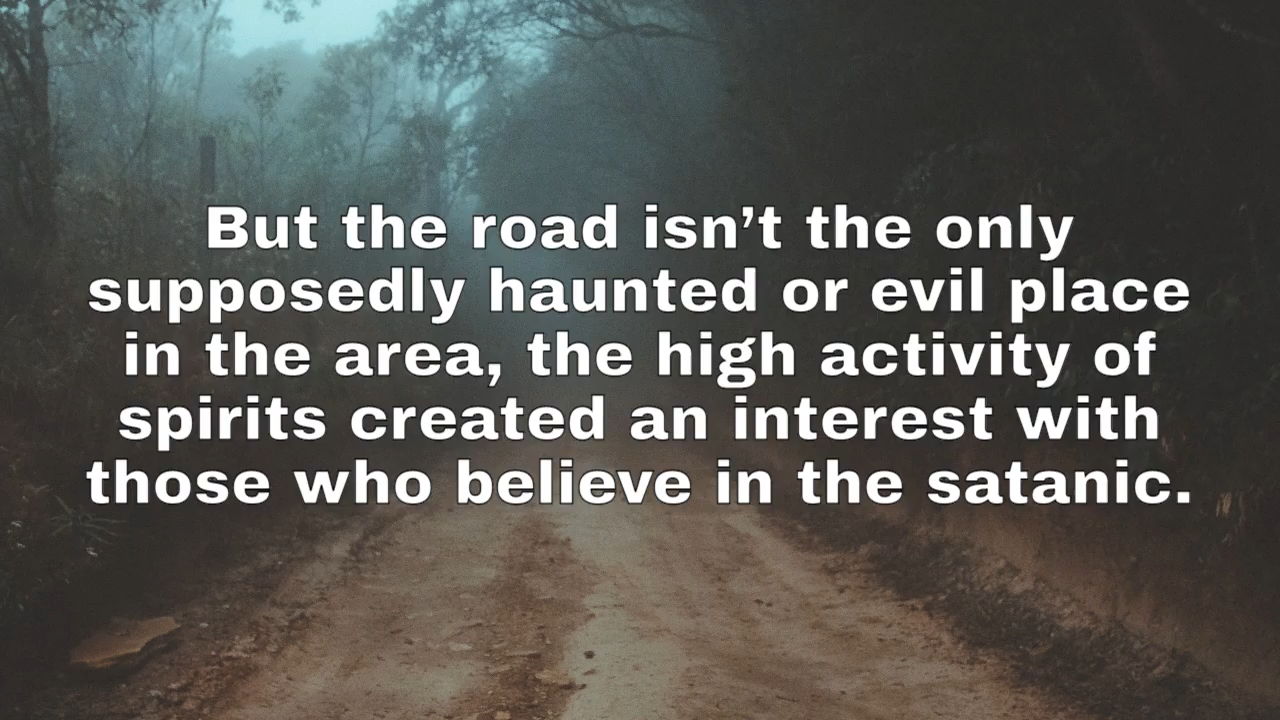 But the road isn’t the only
supposedly haunted or evil place
in the area, the high activity of
spirits created an interest with
those who believe in the satanic.